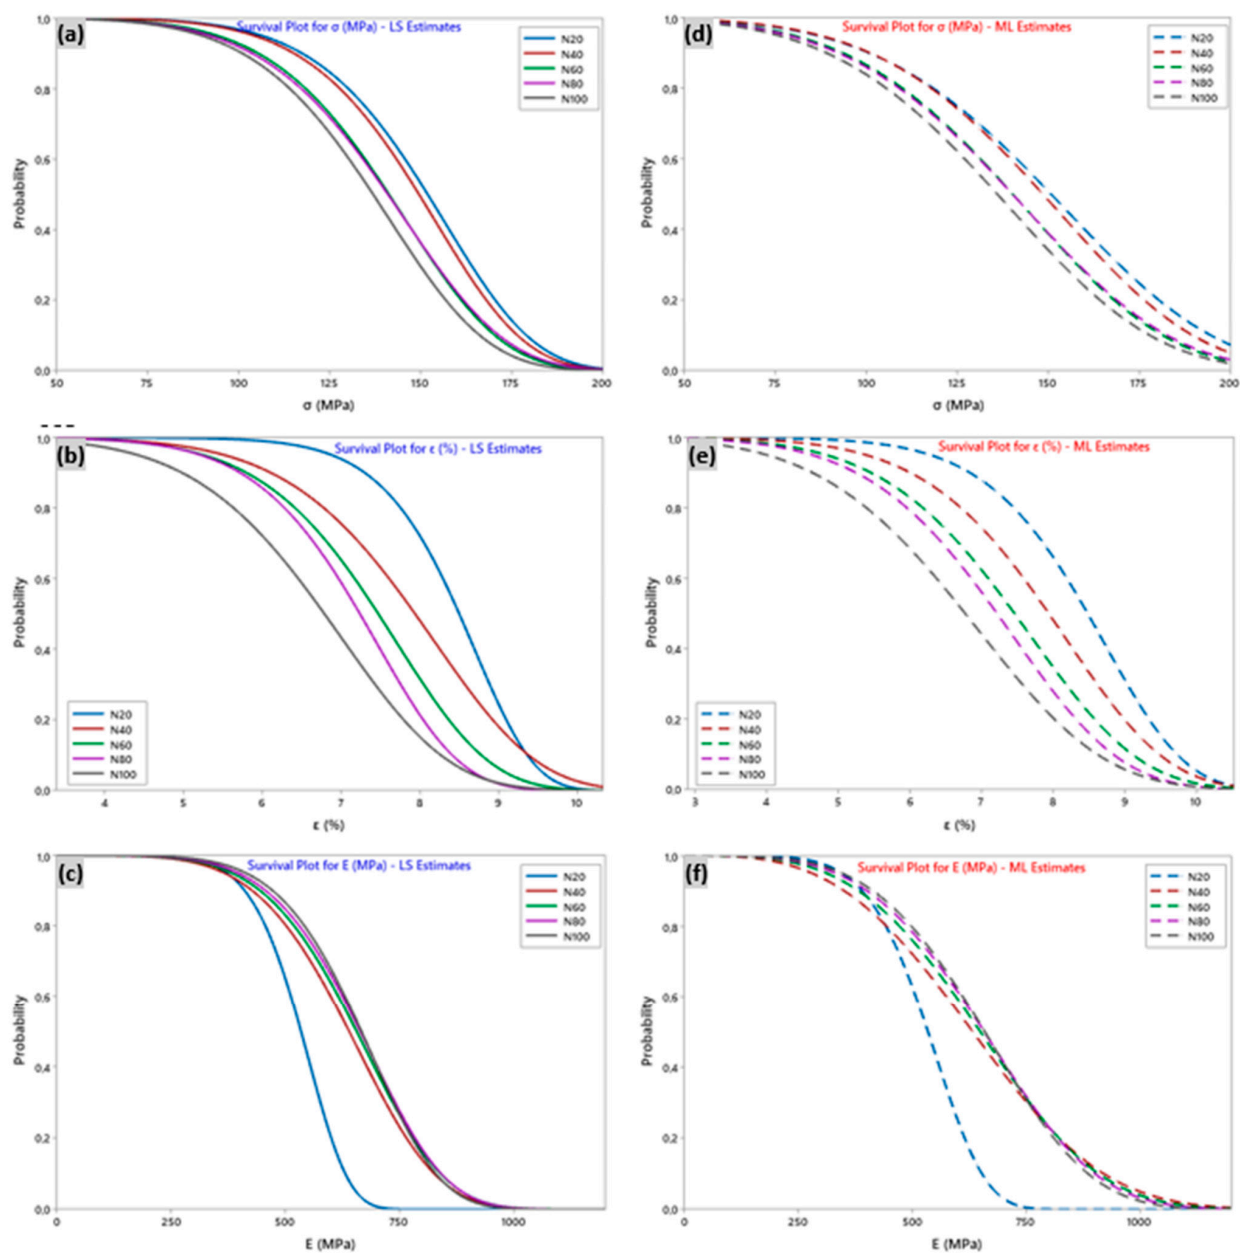 (a)
Survival Plot for σ (MPa) - LS Estimates
N20
N40
N60
N80
N100
Probability
1,0
0,8
0,6
0,4
0,2
0,0
50 75 100 125 150 175 200
σ (MPa)
(d)
Survival Plot for σ (MPa) - ML Estimates
N20
N40
N60
N80
N100
Probability
1,0
0,8
0,6
0,4
0,2
0,0
50 75 100 125 150 175 200
σ (MPa)
(b)
Survival Plot for ε (%) - LS Estimates
N20
N40
N60
N80
N100
Probability
1,0
0,8
0,6
0,4
0,2
0,0
4 5 6 7 8 9 10
ε (%)
(e)
Survival Plot for ε (%) - ML Estimates
N20
N40
N60
N80
N100
Probability
1,0
0,8
0,6
0,4
0,2
0,0
3 4 5 6 7 8 9 10
ε (%)
(c)
Survival Plot for E (MPa) - LS Estimates
N20
N40
N60
N80
N100
Probability
1,0
0,8
0,6
0,4
0,2
0,0
0 250 500 750 1000
E (MPa)
(f)
Survival Plot for E (MPa) - ML Estimates
N20
N40
N60
N80
N100
Probability
1,0
0,8
0,6
0,4
0,2
0,0
0 250 500 750 1000
E (MPa)